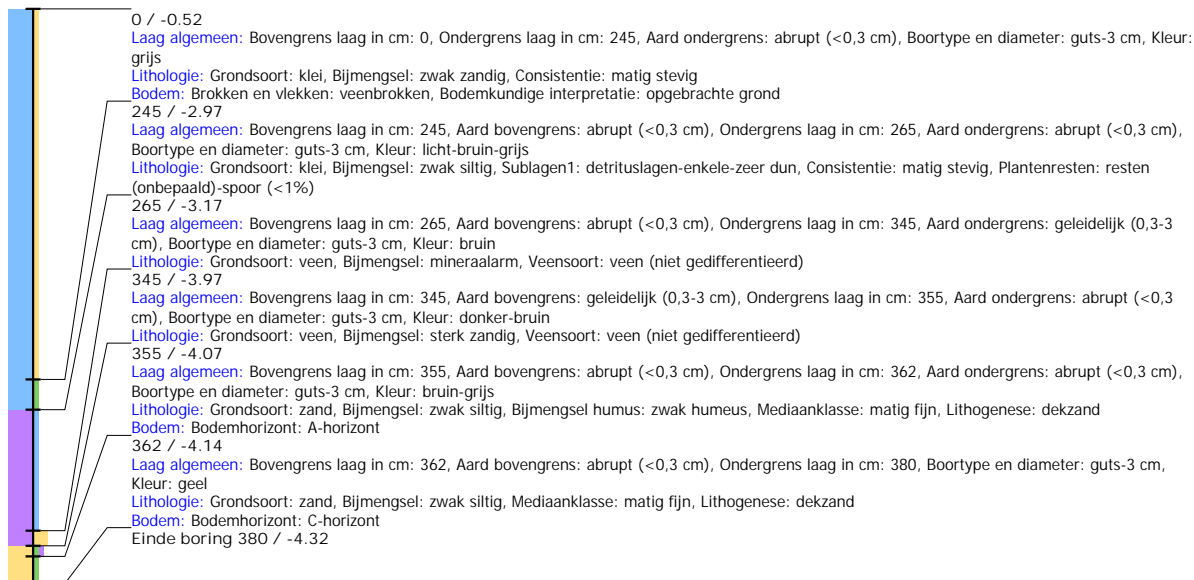 0 / -0.52
Laag algemeen: Bovengrens laag in cm: 0, Ondergrens laag in cm: 245, Aard ondergrens: abrupt (<0,3 cm), Boortype en diameter: guts-3 cm, Kleur:
grijs
Lithologie: Grondsoort: klei, Bijmengsel: zwak zandig, Consistentie: matig stevig
Bodem: Brokken en vlekken: veenbrokken, Bodemkundige interpretatie: opgebrachte grond
245 / -2.97
Laag algemeen: Bovengrens laag in cm: 245, Aard bovengrens: abrupt (<0,3 cm), Ondergrens laag in cm: 265, Aard ondergrens: abrupt (<0,3 cm),
Boortype en diameter: guts-3 cm, Kleur: licht-bruin-grijs
Lithologie: Grondsoort: klei, Bijmengsel: zwak siltig, Sublagen1: detrituslagen-enkele-zeer dun, Consistentie: matig stevig, Plantenresten: resten
(onbepaald)-spoor (<1%)
265 / -3.17
Laag algemeen: Bovengrens laag in cm: 265, Aard bovengrens: abrupt (<0,3 cm), Ondergrens laag in cm: 345, Aard ondergrens: geleidelijk (0,3-3
cm), Boortype en diameter: guts-3 cm, Kleur: bruin
Lithologie: Grondsoort: veen, Bijmengsel: mineraalarm, Veensoort: veen (niet gedifferentieerd)
345 / -3.97
Laag algemeen: Bovengrens laag in cm: 345, Aard bovengrens: geleidelijk (0,3-3 cm), Ondergrens laag in cm: 355, Aard ondergrens: abrupt (<0,3
cm), Boortype en diameter: guts-3 cm, Kleur: donker-bruin
Lithologie: Grondsoort: veen, Bijmengsel: sterk zandig, Veensoort: veen (niet gedifferentieerd)
355 / -4.07
Laag algemeen: Bovengrens laag in cm: 355, Aard bovengrens: abrupt (<0,3 cm), Ondergrens laag in cm: 362, Aard ondergrens: abrupt (<0,3 cm),
Boortype en diameter: guts-3 cm, Kleur: bruin-grijs
Lithologie: Grondsoort: zand, Bijmengsel: zwak siltig, Bijmengsel humus: zwak humeus, Mediaanklasse: matig fijn, Lithogenese: dekzand
Bodem: Bodemhorizont: A-horizont
362 / -4.14
Laag algemeen: Bovengrens laag in cm: 362, Aard bovengrens: abrupt (<0,3 cm), Ondergrens laag in cm: 380, Boortype en diameter: guts-3 cm,
Kleur: geel
Lithologie: Grondsoort: zand, Bijmengsel: zwak siltig, Mediaanklasse: matig fijn, Lithogenese: dekzand
Bodem: Bodemhorizont: C-horizont
Einde boring 380 / -4.32